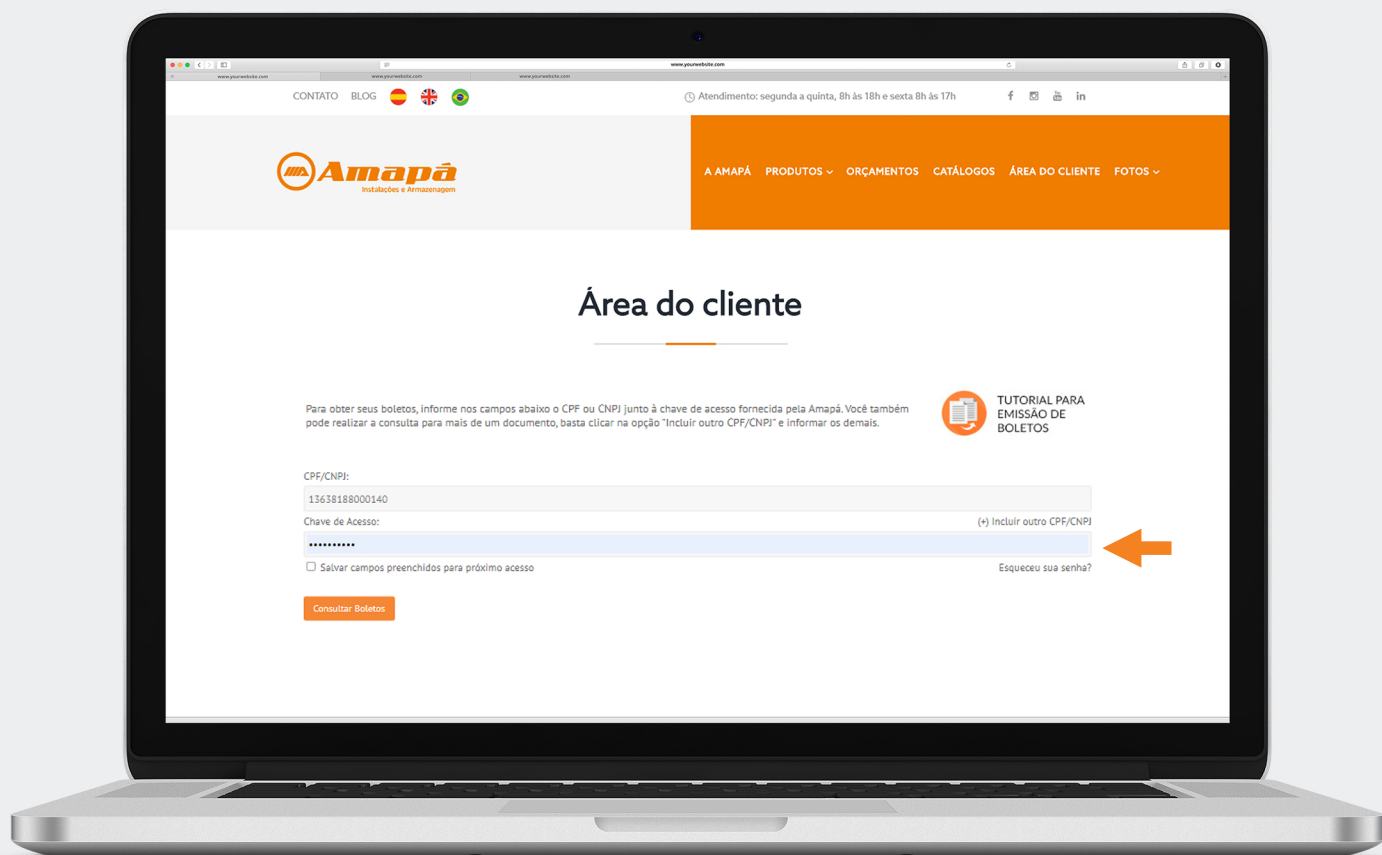 www.yourwebsite.com
www.yourwebsite.com www.yourwebsite.com www.yourwebsite.com
CONTATO BLOG
Atendimento: segunda a quinta, 8h às 18h e sexta 8h às 17h
Amapá
Instalações e Armazenagem
A AMAPÁ PRODUTOS ORÇAMENTOS CATÁLOGOS ÁREA DO CLIENTE FOTOS
Área do cliente
Para obter seus boletos, informe nos campos abaixo o CPF ou CNPJ junto à chave de acesso fornecida pela Amapá. Você também
pode realizar a consulta para mais de um documento, basta clicar na opção "Incluir outro CPF/CNPJ" e informar os demais.
TUTORIAL PARA
EMISSÃO DE
BOLETOS
CPF/CNPJ:
13638188000140
Chave de Acesso:
(+) Incluir outro CPF/CNPJ
••••••••••
Salvar campos preenchidos para próximo acesso
Esqueceu sua senha?
Consultar Boletos